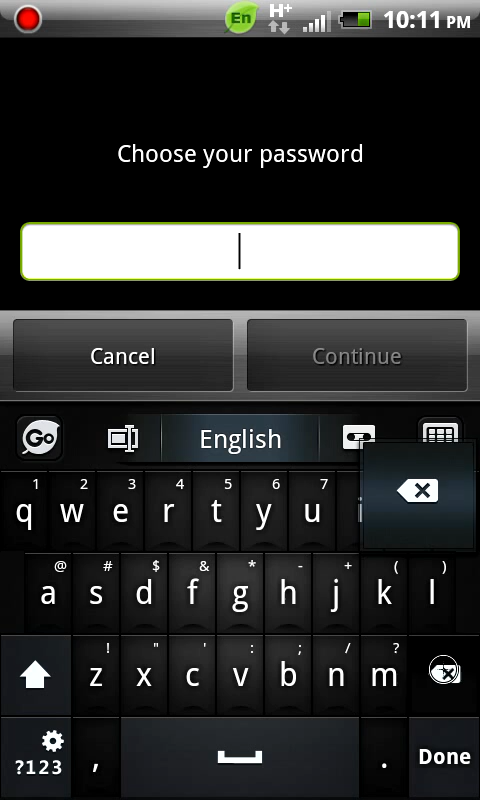 En H+ 10:11 PM
Choose your password
Cancel Continue
Go English
1 2 3 4 5 6 7
q w e r t y u i
@ # $ & * - + ( )
a s d f g h j k l
! " ' : ; / ?
z x c v b n m
?123 , . Done